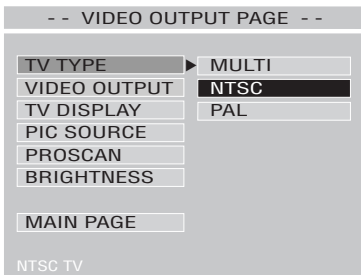 - - VIDEO OUTPUT PAGE - -
TV TYPE
MULTI
VIDEO OUTPUT
NTSC
TV DISPLAY
PAL
PIC SOURCE
PROSCAN
BRIGHTNESS
MAIN PAGE
NTSC TV